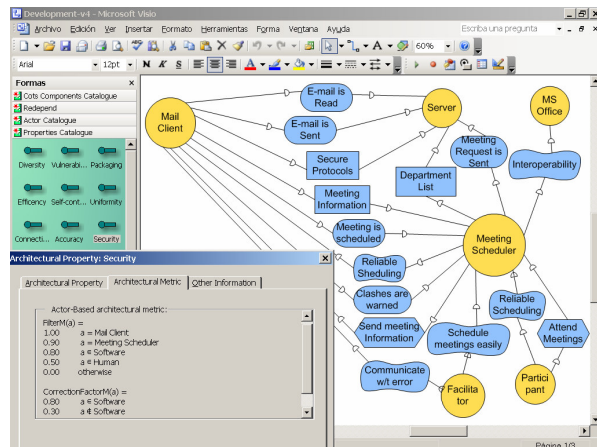 Development-v4 - Microsoft Visio
Archivo Edición Ver Insertar Formato Herramientas Forma Ventana Ayuda
Escriba una pregunta
60%
Arial
12pt
N K S
Formas
Cots Components Catalogue
Redepend
Actor Catalogue
Properties Catalogue
Diversity Vulnerabi... Packaging
Efficency Self-cont... Uniformity
Connecti... Accuracy Security
Mail
Client
E-mail is
Read
E-mail is
Sent
Secure
Protocols
Meeting
Information
Meeting is
scheduled
Reliable
Sheduling
Clashes are
warned
Send meeting
Information
Communicate
w/t error
Server
Department
List
Meeting
Request is
Sent
MS
Office
Interoperability
Meeting
Scheduler
Schedule
meetings easily
Reliable
Scheduling
Attend
Meetings
Facilita
tor
Partici
pant
Architectural Property: Security
Architectural Property
Architectural Metric
Other Information
Actor-Based architectural metric:
FilterM(a) =
1.00 a = Mail Client
0.90 a = Meeting Scheduler
0.80 a ∈ Software
0.50 a ∈ Human
0.00 otherwise
CorrectionFactorM(a) =
0.80 a ∈ Software
0.30 a ∉ Software
Página 1/3